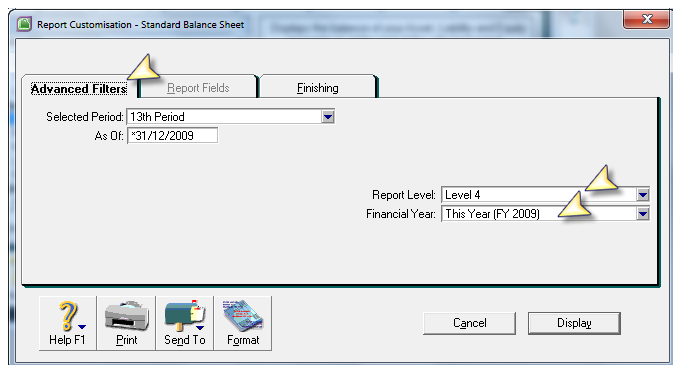 Report Customisation - Standard Balance Sheet
Advanced Filters Report Fields Finishing
Selected Period: 13th Period
As Of: *31/12/2009
Report Level: Level 4
Financial Year: This Year (FY 2009)
Help F1 Print Send To Format Cancel Display